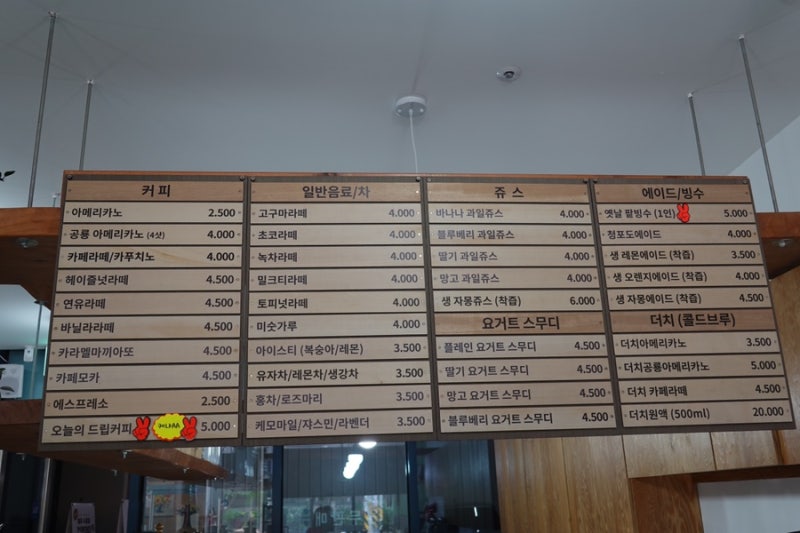 커피
아메리카노 2.500
공룡 아메리카노 (4샷) 4.000
카페라떼/카푸치노 4.000
헤이즐넛라떼 4.500
연유라떼 4.500
바닐라라떼 4.500
카라멜마끼아또 4.500
카페모카 4.500
에스프레소 2.500
오늘의 드립커피 5.000
일반음료/차
고구마라떼 4.000
초코라떼 4.000
녹차라떼 4.000
밀크티라떼 4.000
토피넛라떼 4.000
미숫가루 4.000
아이스티 (복숭아/레몬) 3.500
유자차/레몬차/생강차 3.500
홍차/로즈마리 3.500
케모마일/쟈스민/라벤더 3.500
쥬스
바나나 과일쥬스 4.000
블루베리 과일쥬스 4.000
딸기 과일쥬스 4.000
망고 과일쥬스 4.000
생 자몽쥬스 (착즙) 6.000
요거트 스무디
플레인 요거트 스무디 4.500
딸기 요거트 스무디 4.500
망고 요거트 스무디 4.500
블루베리 요거트 스무디 4.500
에이드/빙수
옛날 팥빙수 (1인) 5.000
청포도에이드 4.000
생 레몬에이드 (착즙) 3.500
생 오렌지에이드 (착즙) 4.000
생 자몽에이드 (착즙) 4.500
더치 (콜드브루)
더치아메리카노 3.500
더치공룡아메리카노 5.000
더치 카페라떼 4.500
더치원액 (500ml) 20.000